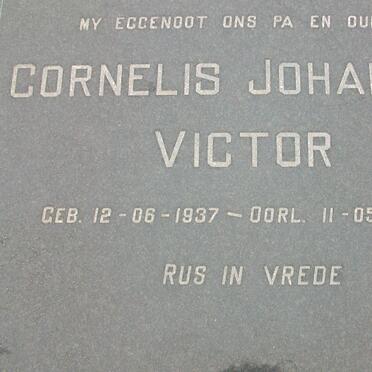 MY EGGENOOT ONS PA EN OU
CORNELIS JOHA
VICTOR
GEB. 12-06-1937 — OORL. 11-05
RUS IN VREDE